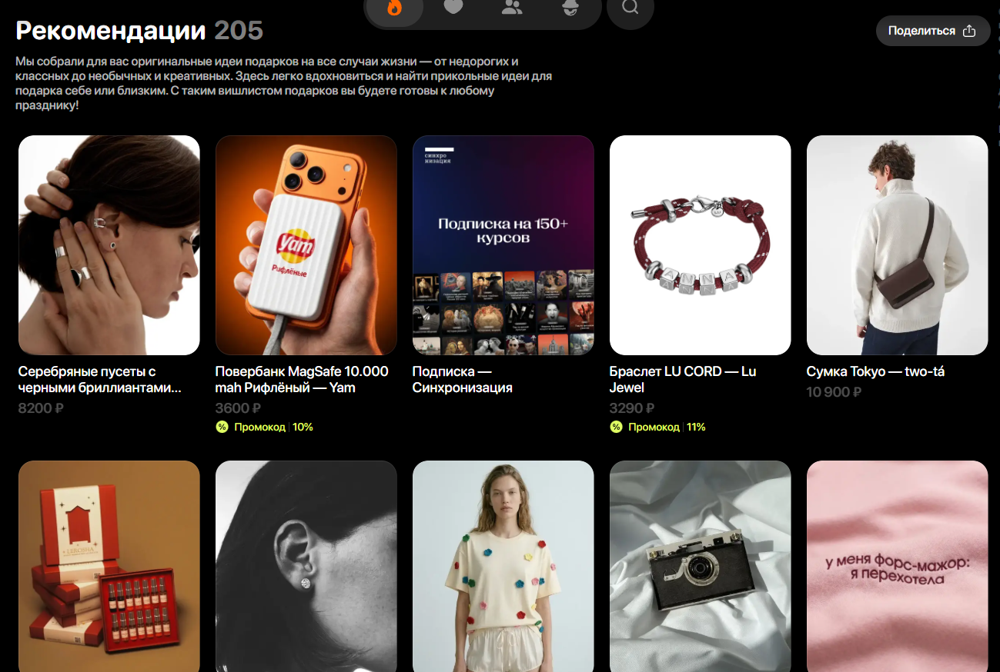 Рекомендации 205
Поделиться
Мы собрали для вас оригинальные идеи подарков на все случаи жизни — от недорогих и
классных до необычных и креативных. Здесь легко вдохновиться и найти прикольные идеи для
подарка себе или близким. С таким вишлистом подарков вы будете готовы к любому
празднику!
Yam
Рифлёные
синхро
низация
Подписка на 150+
курсов
ANNA
Серебряные пусеты с
черными бриллиантами...
8200 ₽
Повербанк MagSafe 10.000
mah Рифлёный — Yam
3600 ₽
% Промокод | 10%
Подписка —
Синхронизация
Браслет LU CORD — Lu
Jewel
3290 ₽
% Промокод | 11%
Сумка Tokyo — two-tá
10 900 ₽
LEROSHA
у меня форс-мажор:
я перехотела